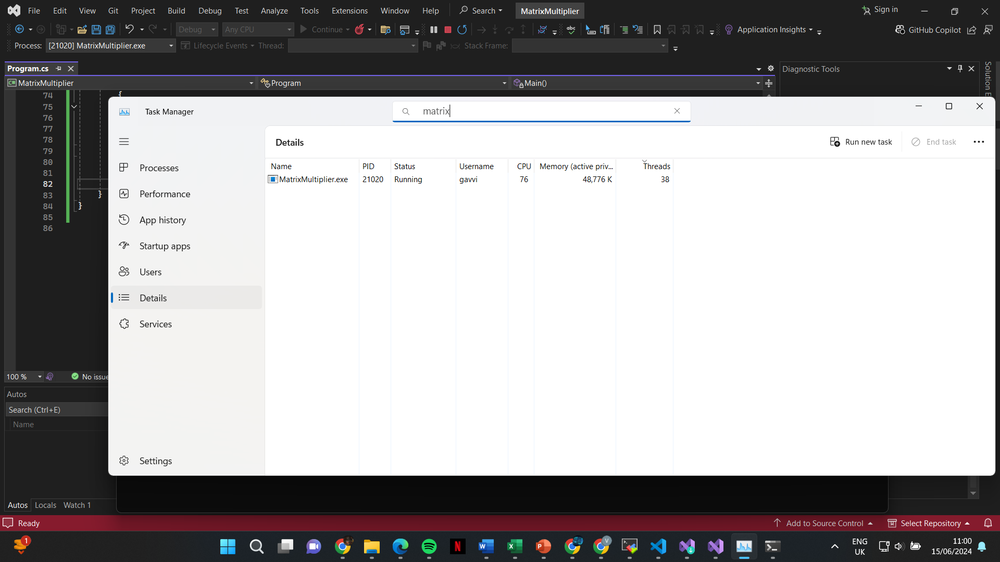 File Edit View Git Project Build Debug Test Analyze Tools Extensions Window Help Search MatrixMultiplier Sign in
Debug Any CPU Continue abc Application Insights GitHub Copilot
Process: [21020] MatrixMultiplier.exe Lifecycle Events Thread: Stack Frame:
Program.cs
Diagnostic Tools
Solution E
C# MatrixMultiplier Program Main()
74 {
75
76
77
78
79
80
81
82
83 }
84 }
85
86
Task Manager
matrix
Details
Run new task End task
Processes
Performance
App history
Startup apps
Users
Details
Services
Settings
Name PID Status Username CPU Memory (active priv... Threads
MatrixMultiplier.exe 21020 Running gavvi 76 48,776 K 38
100 % No issue
Autos
Search (Ctrl+E)
Name
Autos Locals Watch 1
Ready Add to Source Control Select Repository
1
N
W
X
P
V
ENG
UK
11:00
15/06/2024